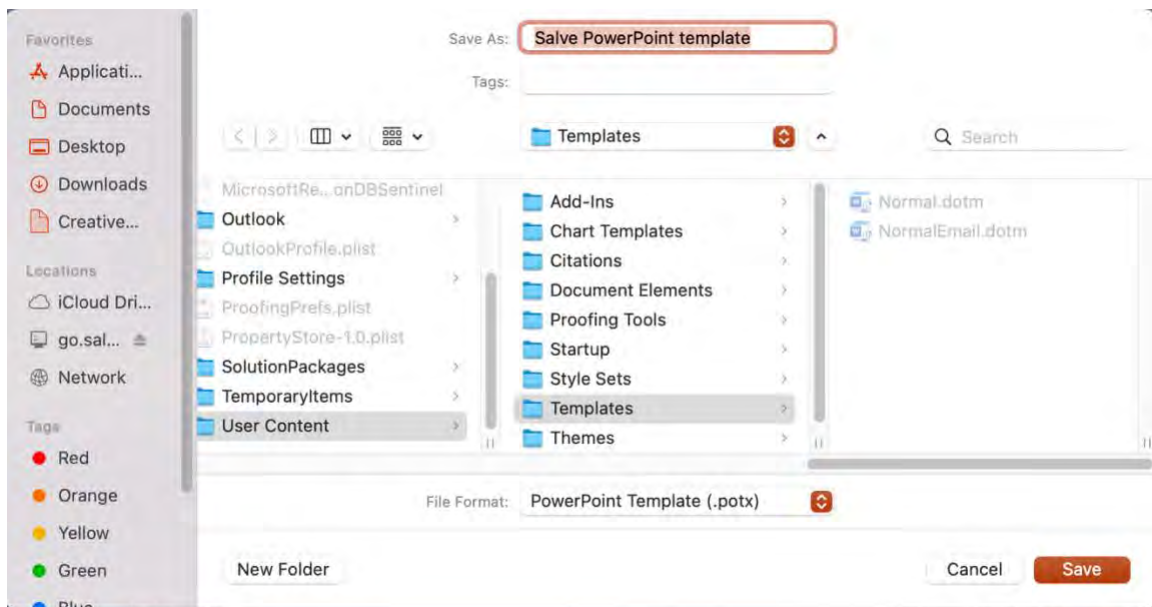 Favorites
Applicati...
Documents
Desktop
Downloads
Creative...
Locations
iCloud Dri...
go.sal...
Network
Tags
Red
Orange
Yellow
Green
Blue
Save As: Salve PowerPoint template
Tags:
Templates
Search
MicrosoftRe...onDBSentinel
Outlook
OutlookProfile.plist
Profile Settings
ProofingPrefs.plist
PropertyStore-1.0.plist
SolutionPackages
TemporaryItems
User Content
Add-Ins
Chart Templates
Citations
Document Elements
Proofing Tools
Startup
Style Sets
Templates
Themes
Normal.dotm
NormalEmail.dotm
File Format: PowerPoint Template (.potx)
New Folder
Cancel
Save